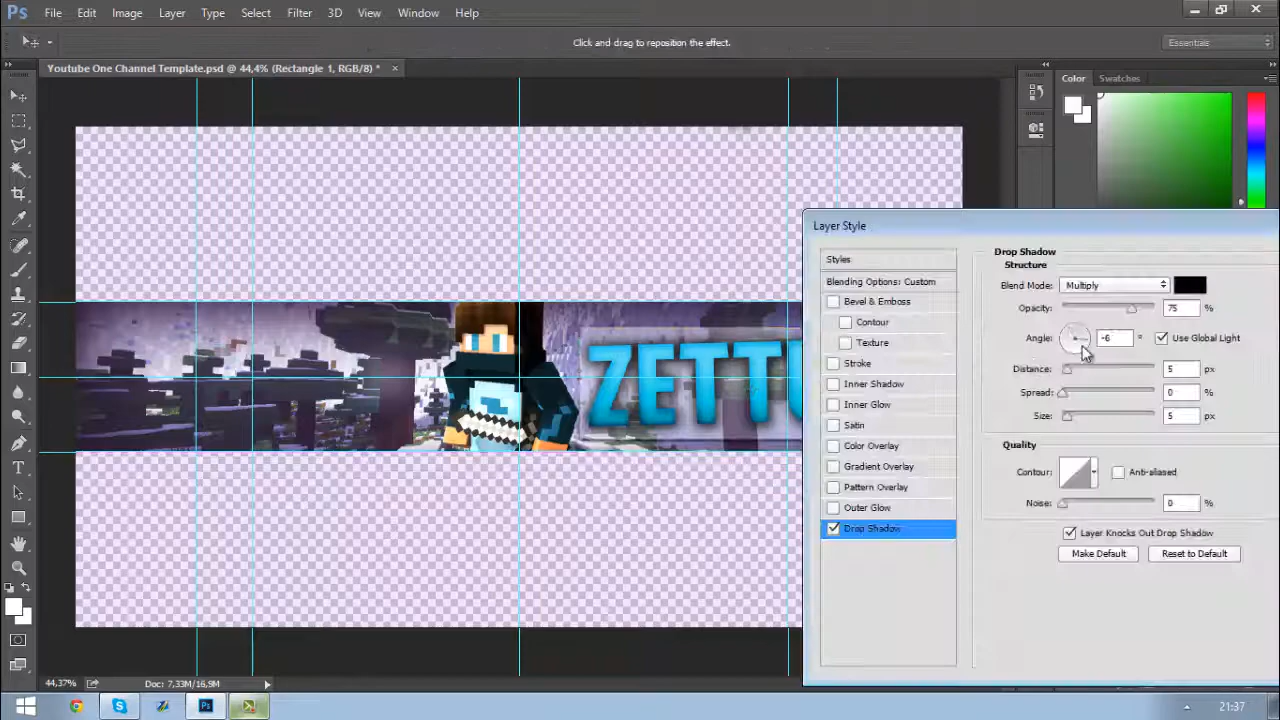 Ps File Edit Image Layer Type Select Filter 3D View Window Help
Click and drag to reposition the effect.
Essentials
Youtube One Channel Template.psd @ 44,4% (Rectangle 1, RGB/8) * ×
Color Swatches
Layer Style
Styles
Blending Options: Custom
Bevel & Emboss
Contour
Texture
Stroke
Inner Shadow
Inner Glow
Satin
Color Overlay
Gradient Overlay
Pattern Overlay
Outer Glow
Drop Shadow
Drop Shadow
Structure
Blend Mode: Multiply
Opacity: 75 %
Angle: -6 ° Use Global Light
Distance: 5 px
Spread: 0 %
Size: 5 px
Quality
Contour: Anti-aliased
Noise: 0 %
Layer Knocks Out Drop Shadow
Make Default Reset to Default
ZETT
44,37% Doc: 7,33M/16,9M
Ps
21:37